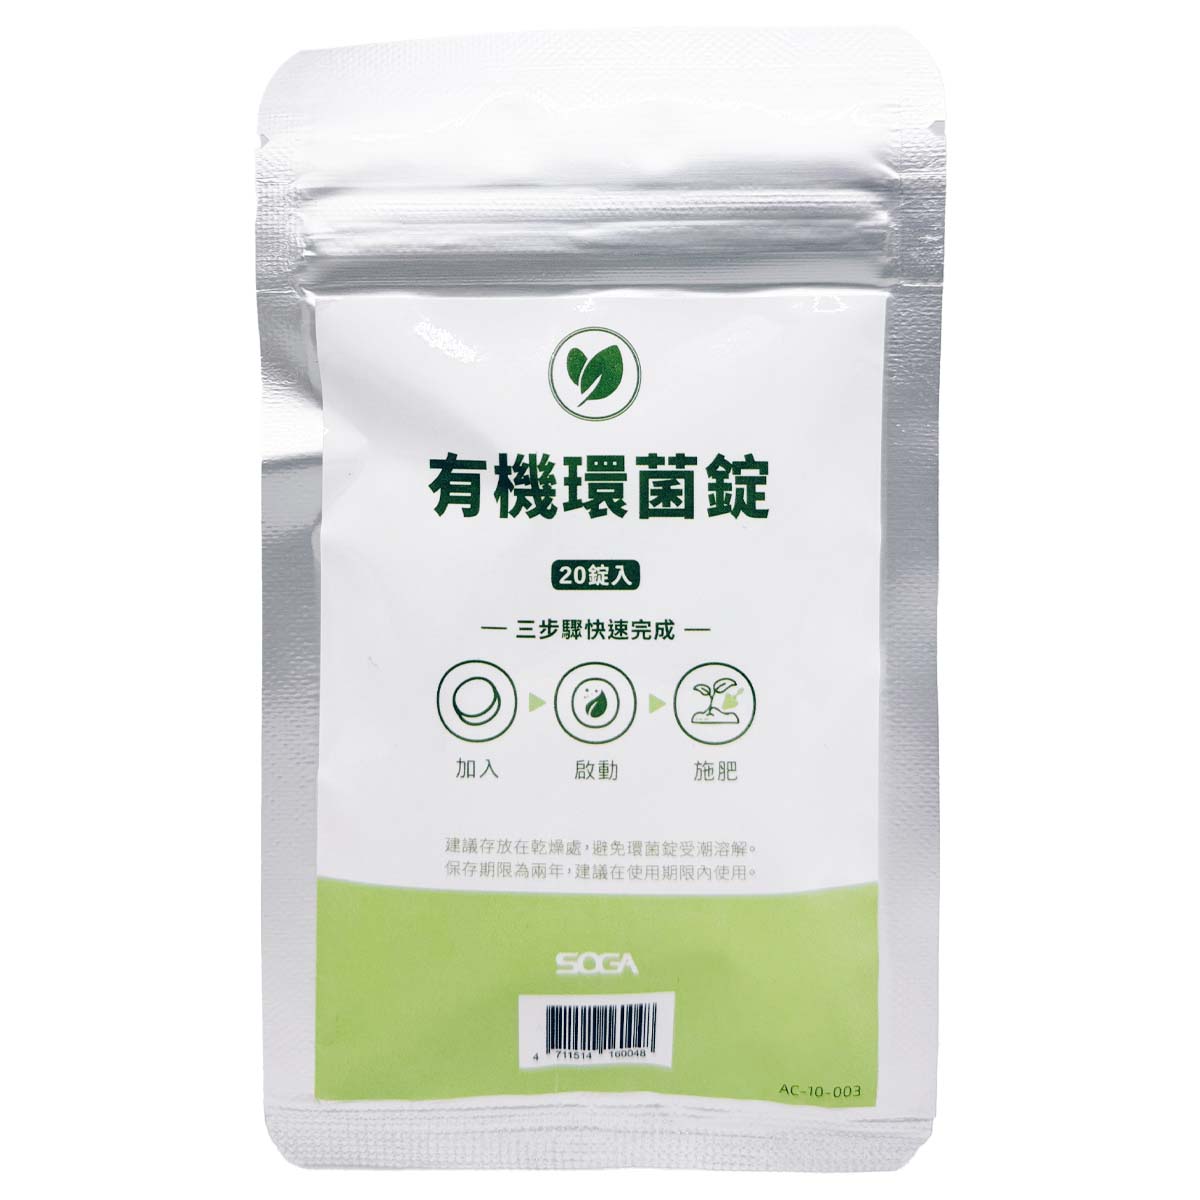 有機環菌錠
20錠入
三步驟快速完成
加入 啟動 施肥
建議存放在乾燥處，避免環菌錠受潮溶解。
保存期限為兩年，建議在使用期限內使用。
SOGA
4 711514 160048
AC-10-003